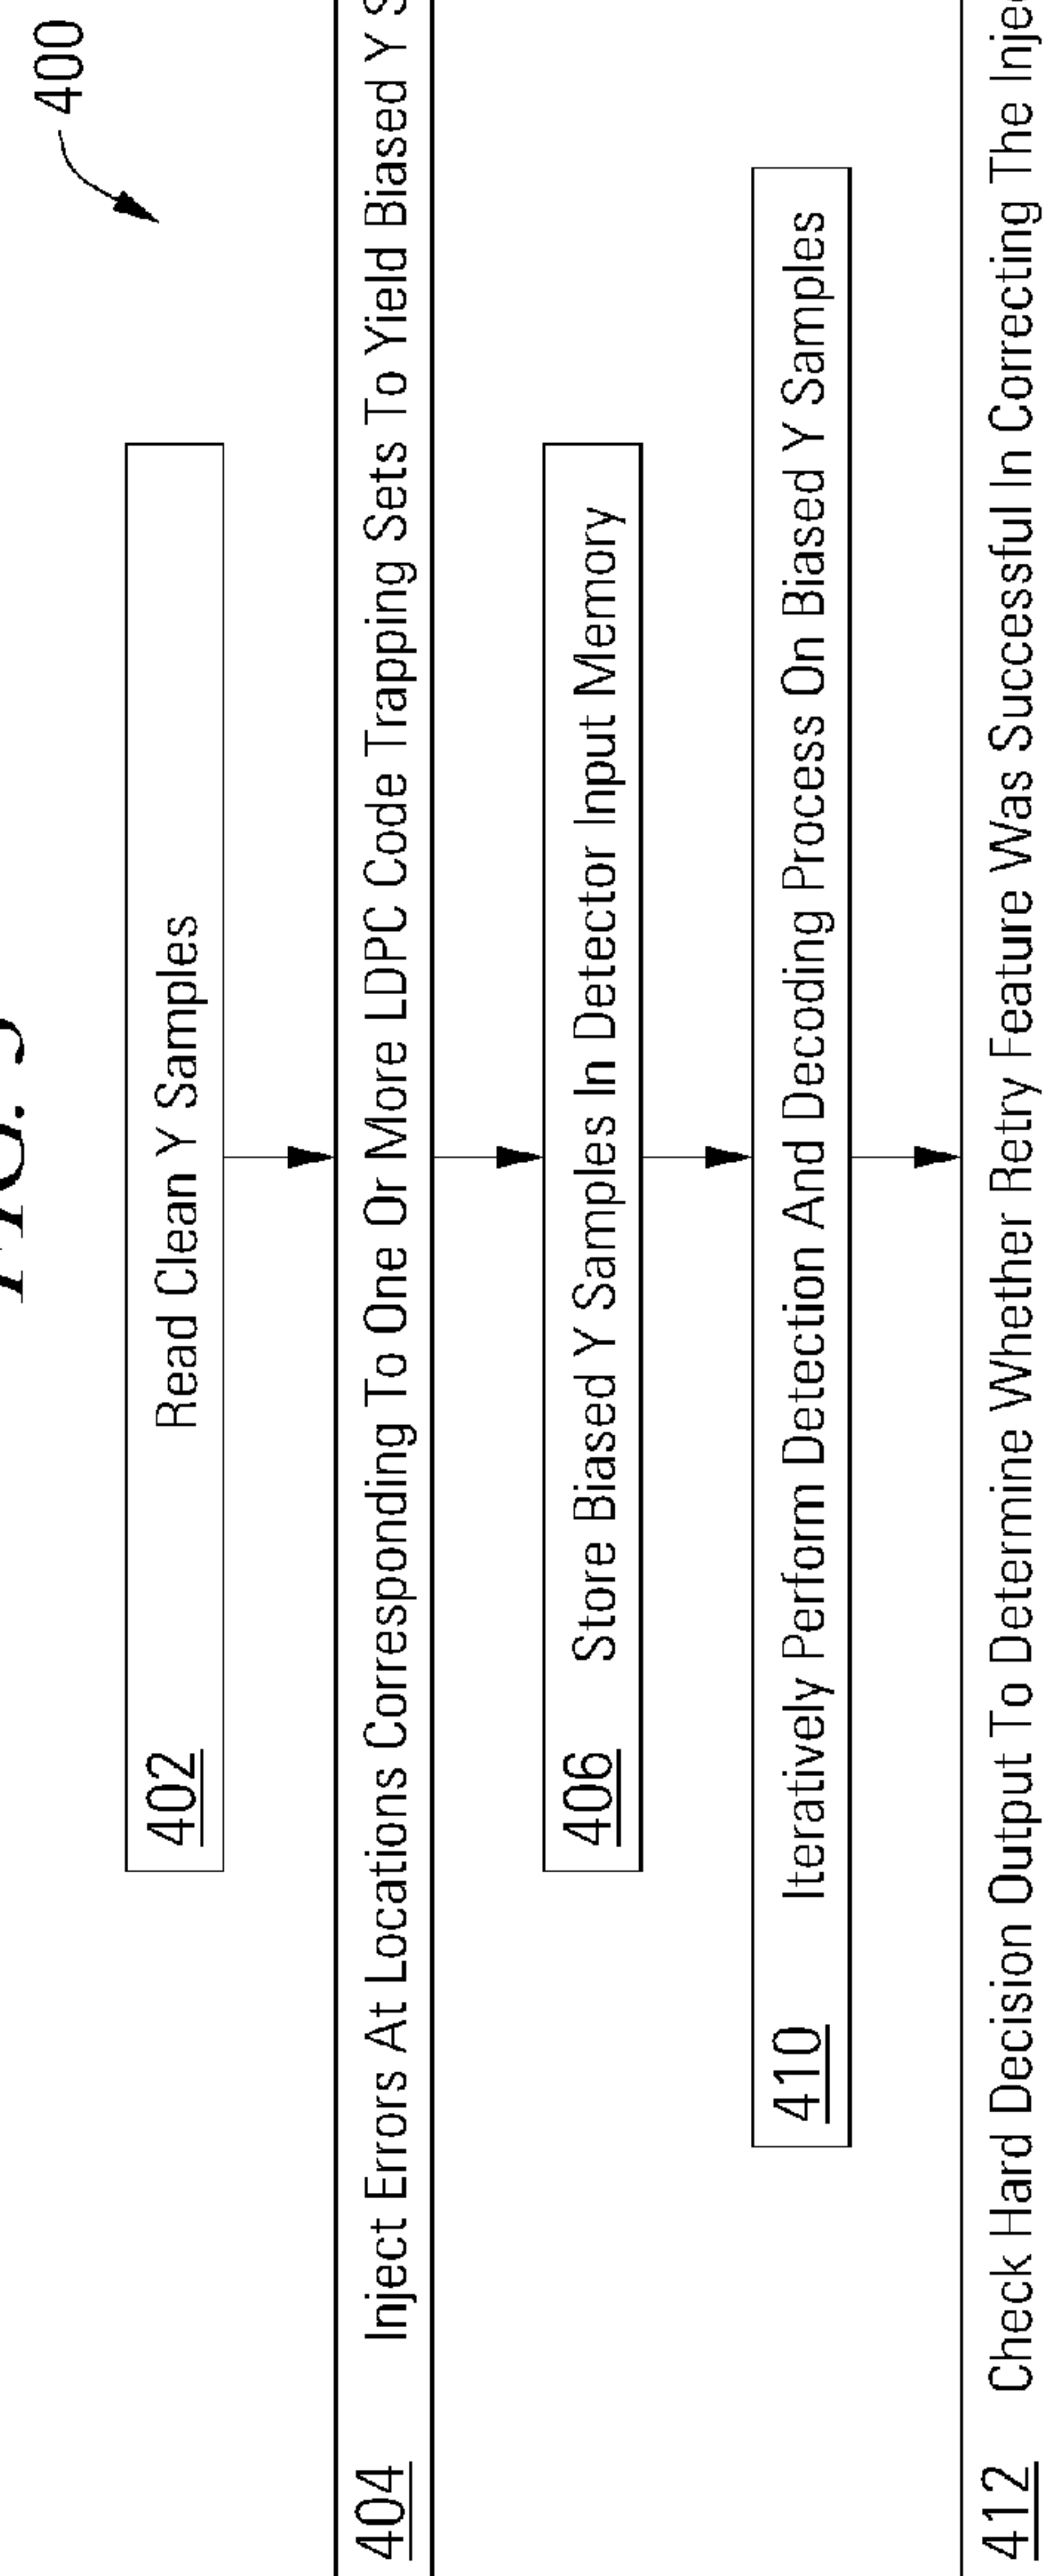 400
402 Read Clean Y Samples
404 Inject Errors At Locations Corresponding To One Or More LDPC Code Trapping Sets To Yield Biased Y
406 Store Biased Y Samples In Detector Input Memory
410 Iteratively Perform Detection And Decoding Process On Biased Y Samples
412 Check Hard Decision Output To Determine Whether Retry Feature Was Successful In Correcting The